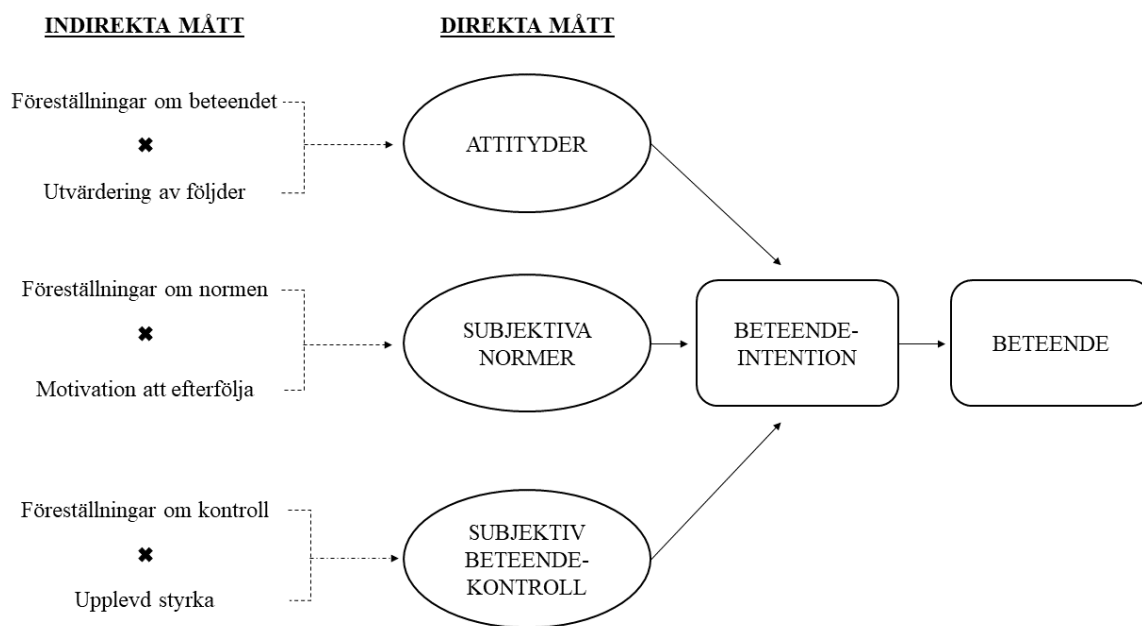 INDIREKTA MÅTT
DIREKTA MÅTT
Föreställningar om beteendet
✖
Utvärdering av följder
ATTITYDER
Föreställningar om normen
✖
Motivation att efterfölja
SUBJEKTIVA
NORMER
BETEENDE-
INTENTION
BETEENDE
Föreställningar om kontroll
✖
Upplevd styrka
SUBJEKTIV
BETEENDE-
KONTROLL